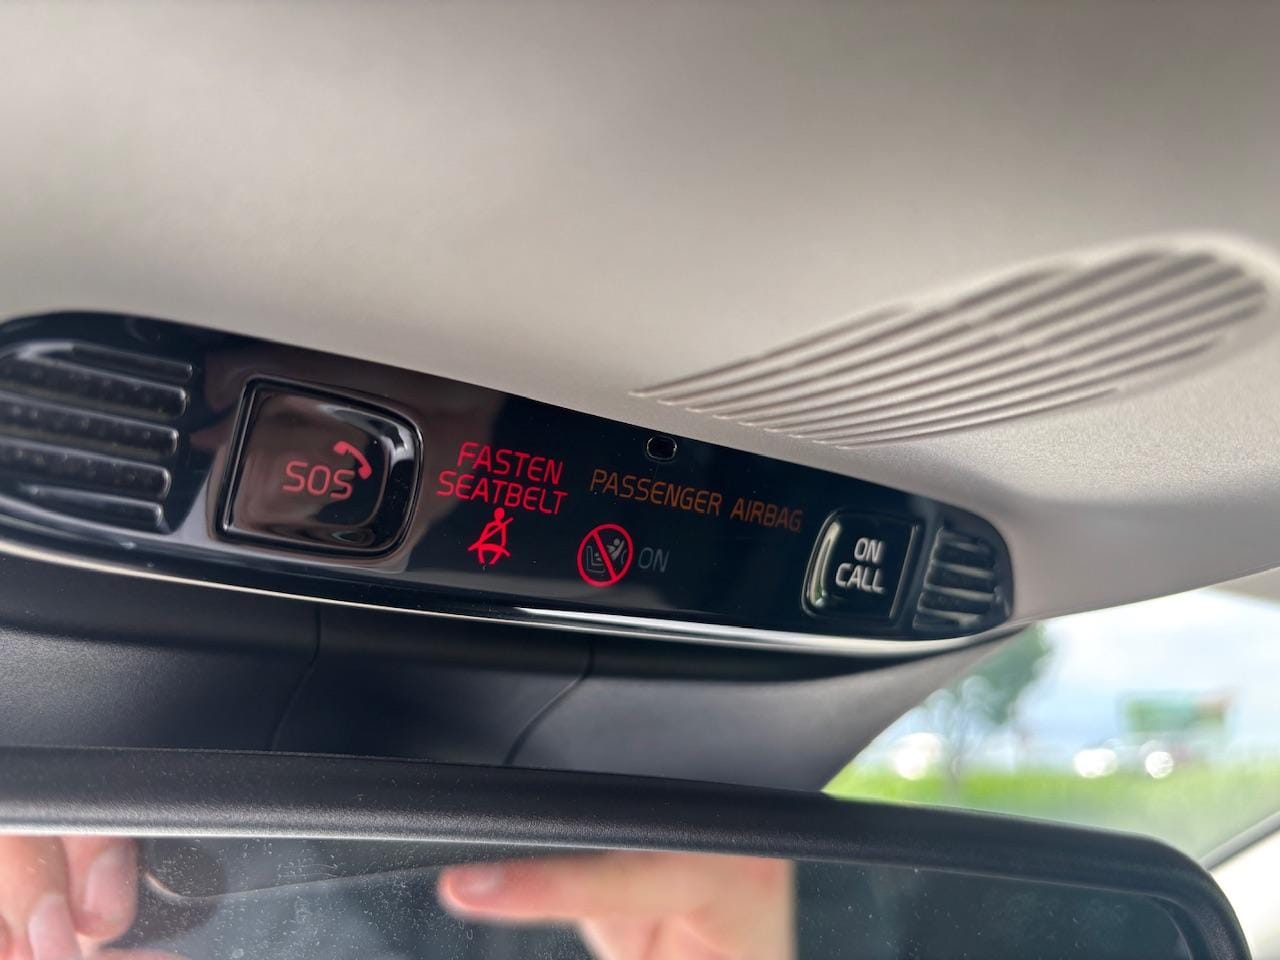 SOS
FASTEN
SEATBELT
PASSENGER AIRBAG
ON
ON
CALL